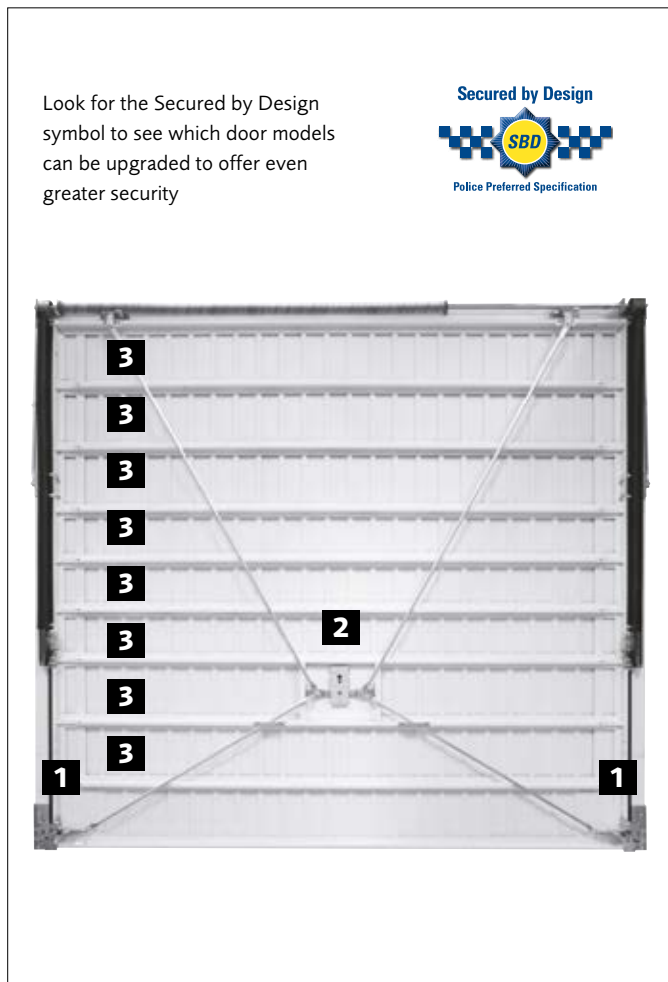 Look for the Secured by Design
symbol to see which door models
can be upgraded to offer even
greater security
Secured by Design
SBD
Police Preferred Specification
3
3
3
3
3
2
3
3
3
1 1